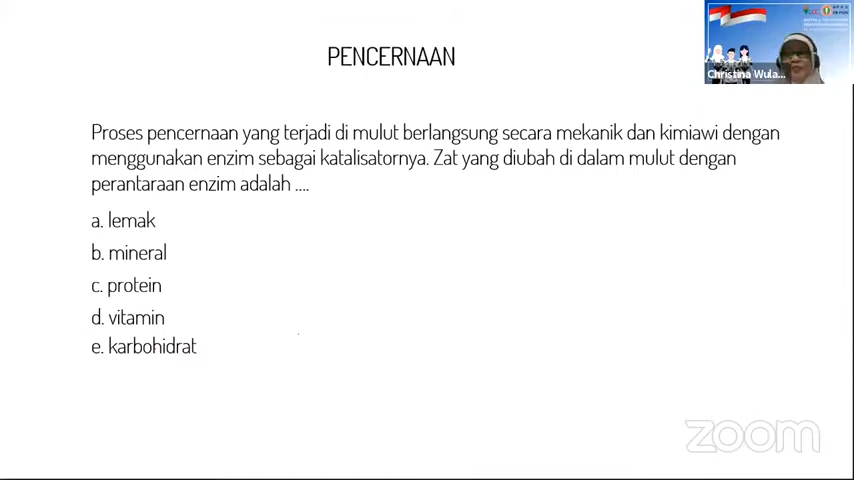 PENCERNAAN
Christina Wula...
Proses pencernaan yang terjadi di mulut berlangsung secara mekanik dan kimiawi dengan
menggunakan enzim sebagai katalisatornya. Zat yang diubah di dalam mulut dengan
perantaraan enzim adalah ....
a. lemak
b. mineral
c. protein
d. vitamin
e. karbohidrat
zoom